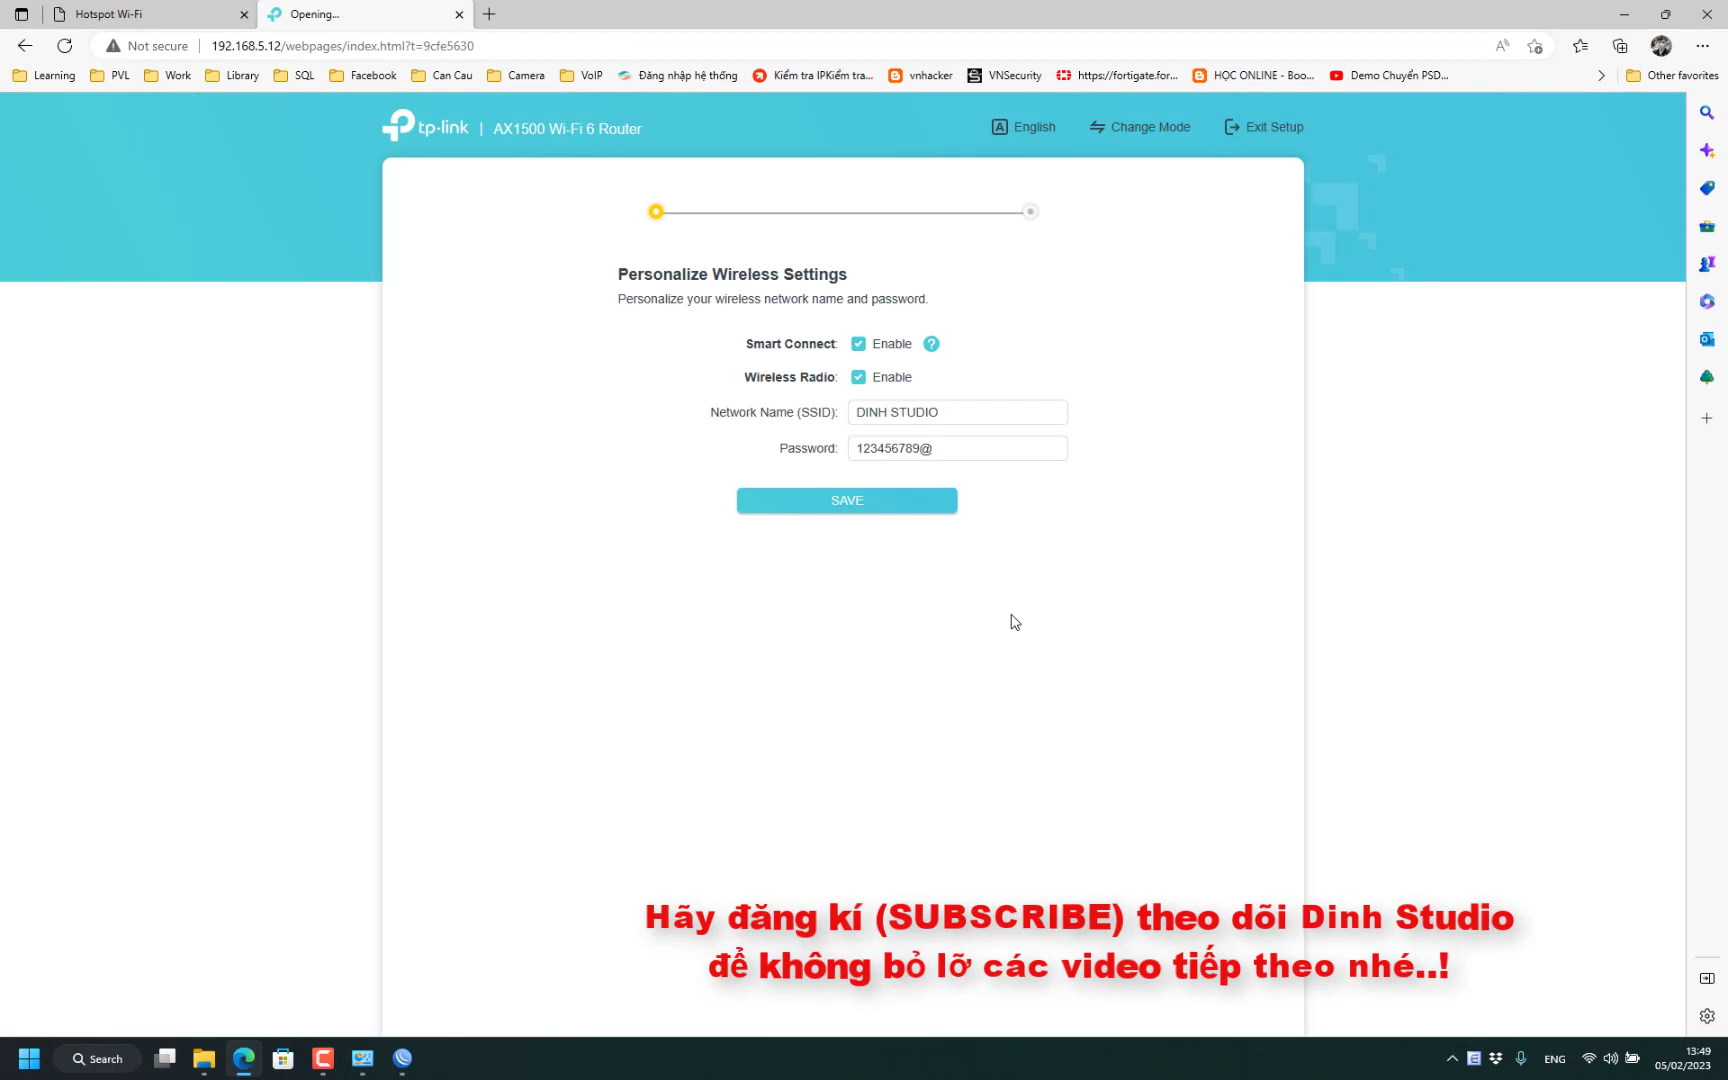 Hotspot Wi-Fi
Opening...
Not secure
192.168.5.12/webpages/index.html?t=9cfe5630
Learning
PVL
Work
Library
SQL
Facebook
Can Cau
Camera
VoIP
Đăng nhập hệ thống
Kiểm tra IPKiểm tra...
vnhacker
VNSecurity
https://fortigate.for...
HỌC ONLINE - Boo...
Demo Chuyển PSD...
Other favorites
tp-link | AX1500 Wi-Fi 6 Router
English
Change Mode
Exit Setup
Personalize Wireless Settings
Personalize your wireless network name and password.
Smart Connect: Enable ?
Wireless Radio: Enable
Network Name (SSID): DINH STUDIO
Password: 123456789@
SAVE
Hãy đăng kí (SUBSCRIBE) theo dõi Dinh Studio
để không bỏ lỡ các video tiếp theo nhé..!
Search
ENG
13:49
05/02/2023